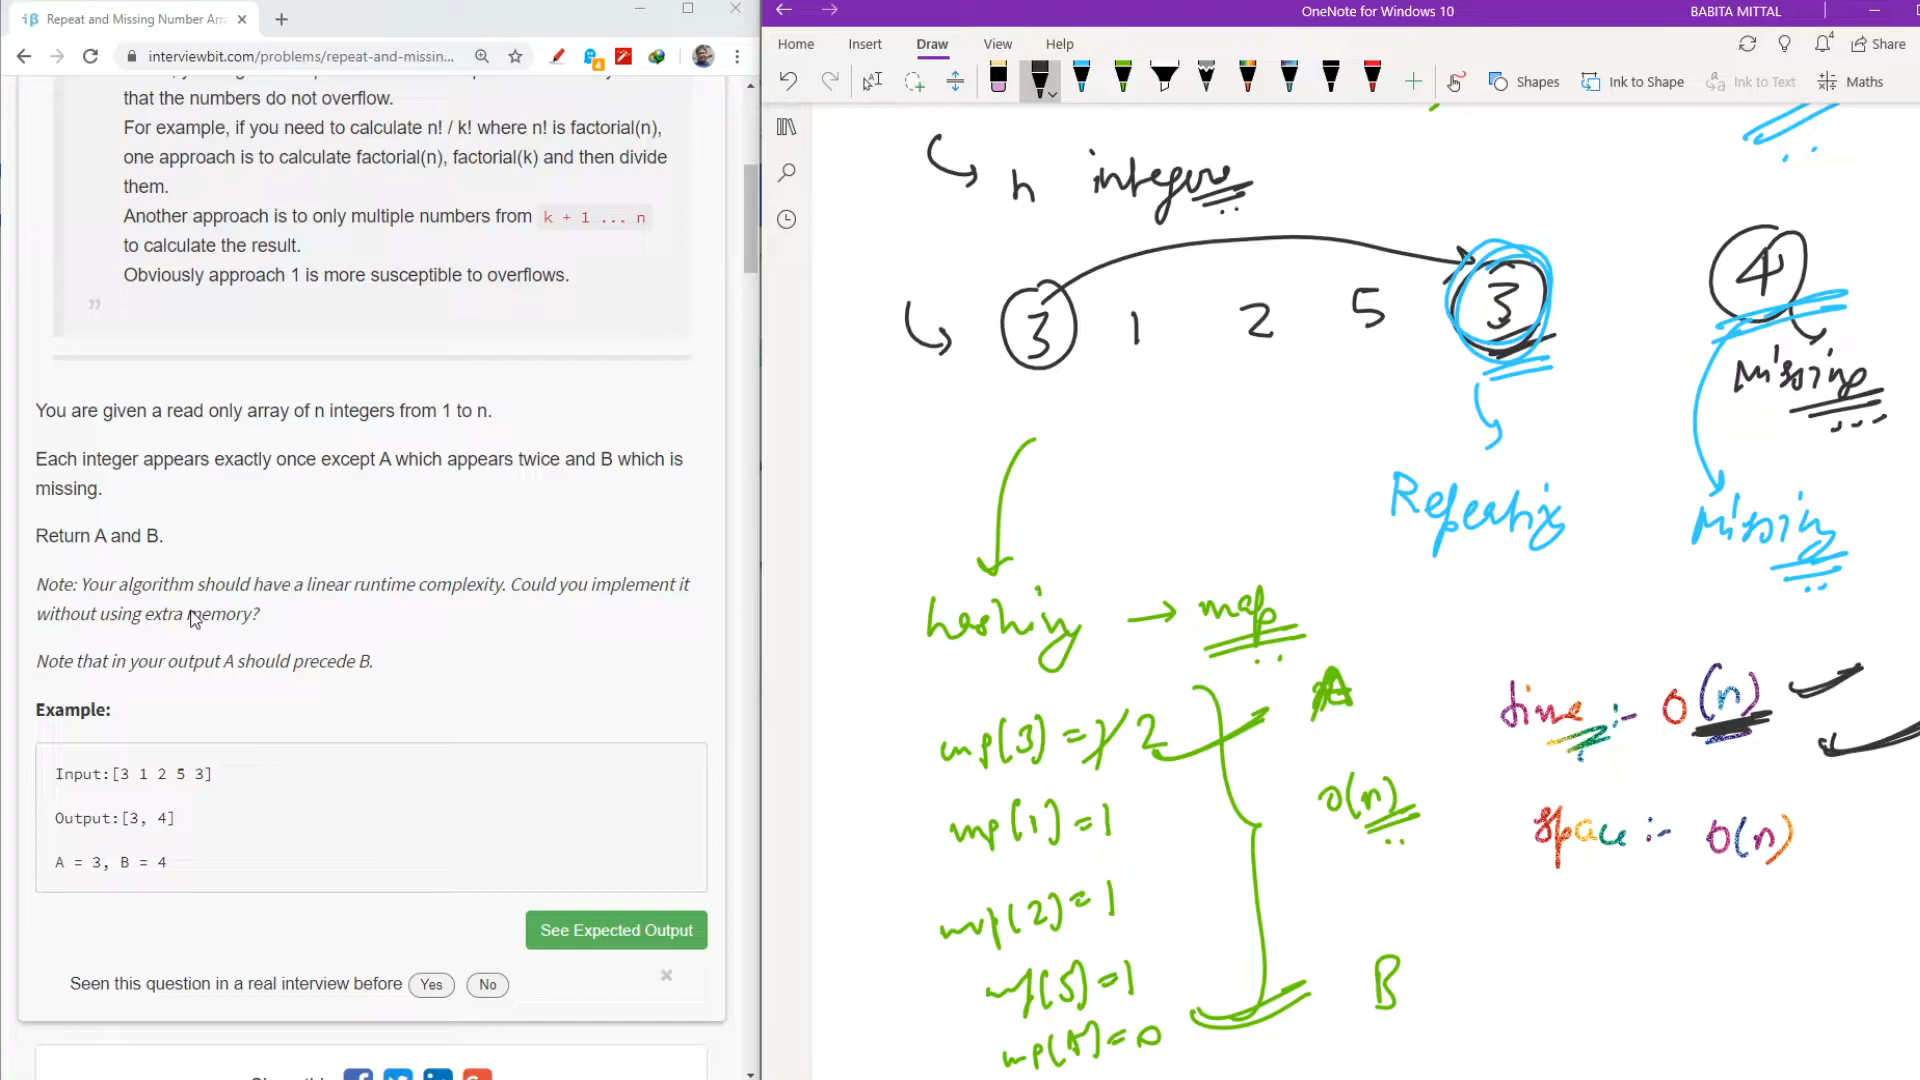 Repeat and Missing Number Arr
OneNote for Windows 10
BABITA MITTAL
interviewbit.com/problems/repeat-and-missin...
Home Insert Draw View Help
Share
Shapes
Ink to Shape
Ink to Text
Maths
that the numbers do not overflow.
For example, if you need to calculate n! / k! where n! is factorial(n),
one approach is to calculate factorial(n), factorial(k) and then divide
them.
Another approach is to only multiple numbers from k + 1 ... n
to calculate the result.
Obviously approach 1 is more susceptible to overflows.
You are given a read only array of n integers from 1 to n.
Each integer appears exactly once except A which appears twice and B which is
missing.
Return A and B.
Note: Your algorithm should have a linear runtime complexity. Could you implement it
without using extra memory?
Note that in your output A should precede B.
Example:
Input:[3 1 2 5 3]
Output:[3, 4]
A = 3, B = 4
See Expected Output
Seen this question in a real interview before Yes No
n integers
3 1 2 5 3 4
missing
Repeating missing
hashing → map
A
mp(3) = 1 2
mp(1) = 1
mp(2) = 1
mp(5) = 1
mp(4) = 0
O(n)
B
time :- O(n)
space :- O(n)